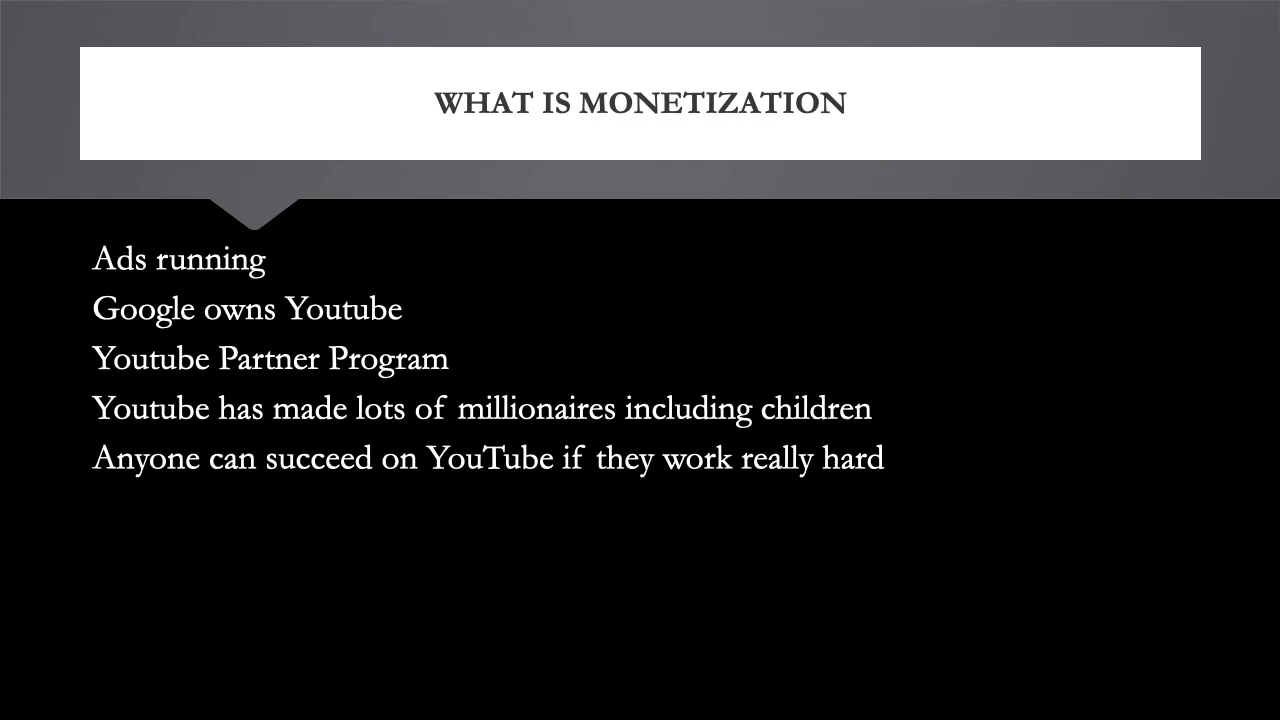 WHAT IS MONETIZATION
Ads running
Google owns Youtube
Youtube Partner Program
Youtube has made lots of millionaires including children
Anyone can succeed on YouTube if they work really hard